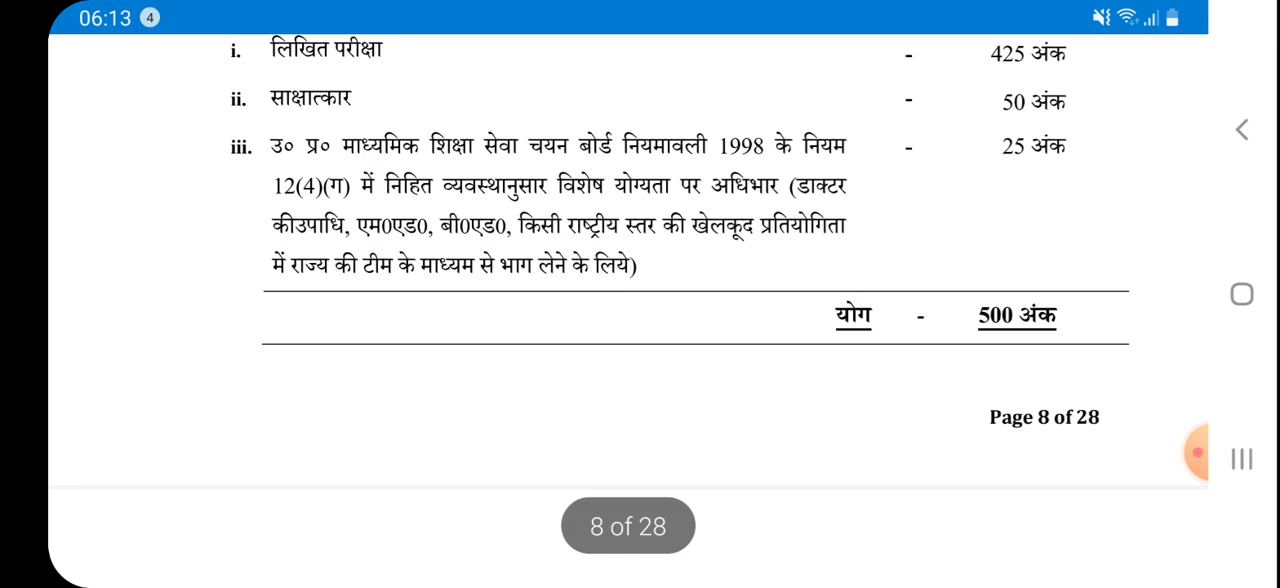 06:13 4
i. लिखित परीक्षा - 425 अंक
ii. साक्षात्कार - 50 अंक
iii. उ० प्र० माध्यमिक शिक्षा सेवा चयन बोर्ड नियमावली 1998 के नियम - 25 अंक
12(4)(ग) में निहित व्यवस्थानुसार विशेष योग्यता पर अधिभार (डाक्टर
कीउपाधि, एम0एड0, बी0एड0, किसी राष्ट्रीय स्तर की खेलकूद प्रतियोगिता
में राज्य की टीम के माध्यम से भाग लेने के लिये)
योग - 500 अंक
Page 8 of 28
8 of 28